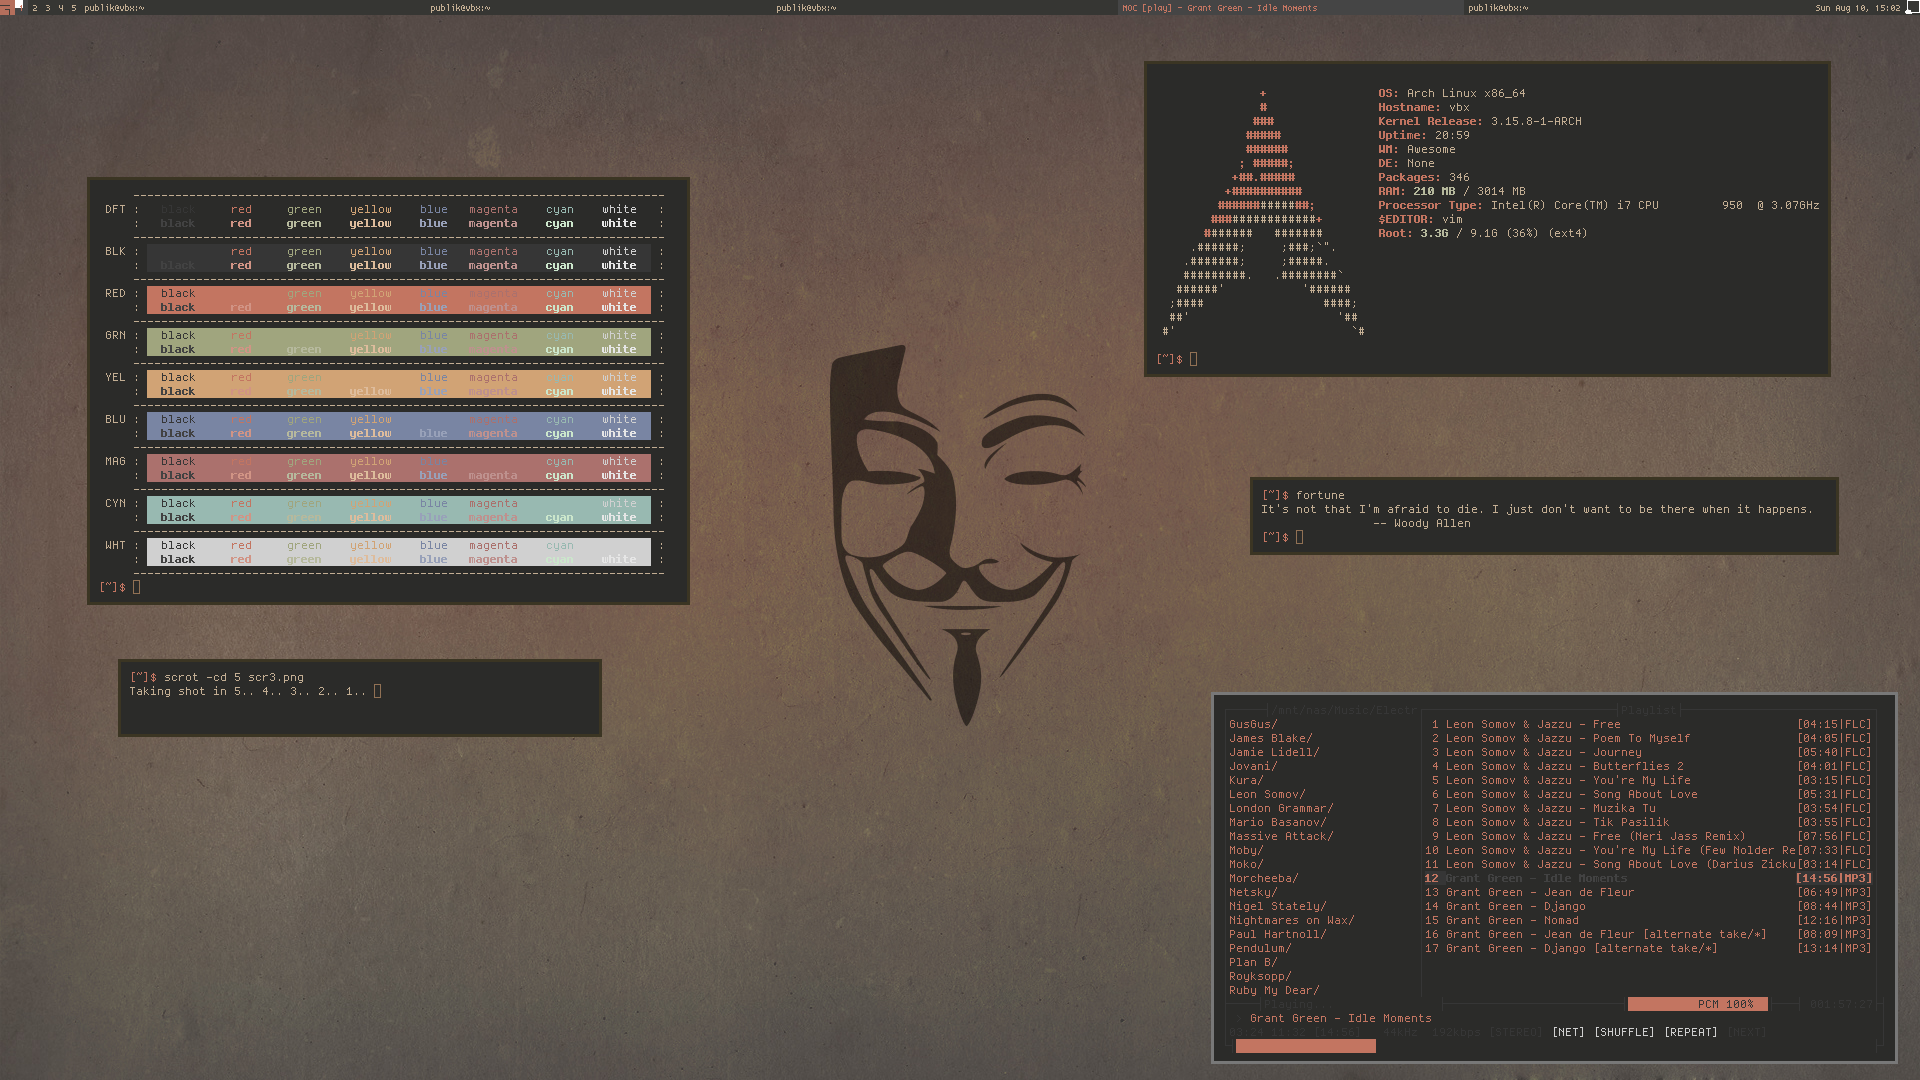 2 3 4 5 publik@vbx:~ publik@vbx:~ publik@vbx:~ MOC [play] - Grant Green - Idle Moments publik@vbx:~ Sun Aug 10, 15:02
DFT : black red green yellow blue magenta cyan white :
: black red green yellow blue magenta cyan white :
BLK : red green yellow blue magenta cyan white :
: black red green yellow blue magenta cyan white :
RED : black green yellow blue magenta cyan white :
: black red green yellow blue magenta cyan white :
GRN : black red yellow blue magenta cyan white :
: black red green yellow blue magenta cyan white :
YEL : black red green blue magenta cyan white :
: black red green yellow blue magenta cyan white :
BLU : black red green yellow magenta cyan white :
: black red green yellow blue magenta cyan white :
MAG : black red green yellow blue cyan white :
: black red green yellow blue magenta cyan white :
CYN : black red green yellow blue magenta white :
: black red green yellow blue magenta cyan white :
WHT : black red green yellow blue magenta cyan :
: black red green yellow blue magenta cyan white :
[~]$
[~]$ scrot -cd 5 scr3.png
Taking shot in 5.. 4.. 3.. 2.. 1..
OS: Arch Linux x86_64
Hostname: vbx
Kernel Release: 3.15.8-1-ARCH
Uptime: 20:59
WM: Awesome
DE: None
Packages: 346
RAM: 210 MB / 3014 MB
Processor Type: Intel(R) Core(TM) i7 CPU 950 @ 3.07GHz
$EDITOR: vim
Root: 3.3G / 9.1G (36%) (ext4)
[~]$
[~]$ fortune
It's not that I'm afraid to die. I just don't want to be there when it happens.
-- Woody Allen
[~]$
/mnt/nas/Music/Electr
Playlist
GusGus/
James Blake/
Jamie Lidell/
Jovani/
Kura/
Leon Somov/
London Grammar/
Mario Basanov/
Massive Attack/
Moby/
Moko/
Morcheeba/
Netsky/
Nigel Stately/
Nightmares on Wax/
Paul Hartnoll/
Pendulum/
Plan B/
Royksopp/
Ruby My Dear/
1 Leon Somov & Jazzu - Free [04:15|FLC]
2 Leon Somov & Jazzu - Poem To Myself [04:05|FLC]
3 Leon Somov & Jazzu - Journey [05:40|FLC]
4 Leon Somov & Jazzu - Butterflies 2 [04:01|FLC]
5 Leon Somov & Jazzu - You're My Life [03:15|FLC]
6 Leon Somov & Jazzu - Song About Love [05:31|FLC]
7 Leon Somov & Jazzu - Muzika Tu [03:54|FLC]
8 Leon Somov & Jazzu - Tik Pasilik [03:55|FLC]
9 Leon Somov & Jazzu - Free (Neri Jass Remix) [07:56|FLC]
10 Leon Somov & Jazzu - You're My Life (Few Nolder Re[07:33|FLC]
11 Leon Somov & Jazzu - Song About Love (Darius Zicku[03:14|FLC]
12 Grant Green - Idle Moments [14:56|MP3]
13 Grant Green - Jean de Fleur [06:49|MP3]
14 Grant Green - Django [08:44|MP3]
15 Grant Green - Nomad [12:16|MP3]
16 Grant Green - Jean de Fleur [alternate take/*] [08:09|MP3]
17 Grant Green - Django [alternate take/*] [13:14|MP3]
Playing
PCM 100%
Grant Green - Idle Moments
192kbps [STEREO] [NET] [SHUFFLE] [REPEAT] [NEXT]